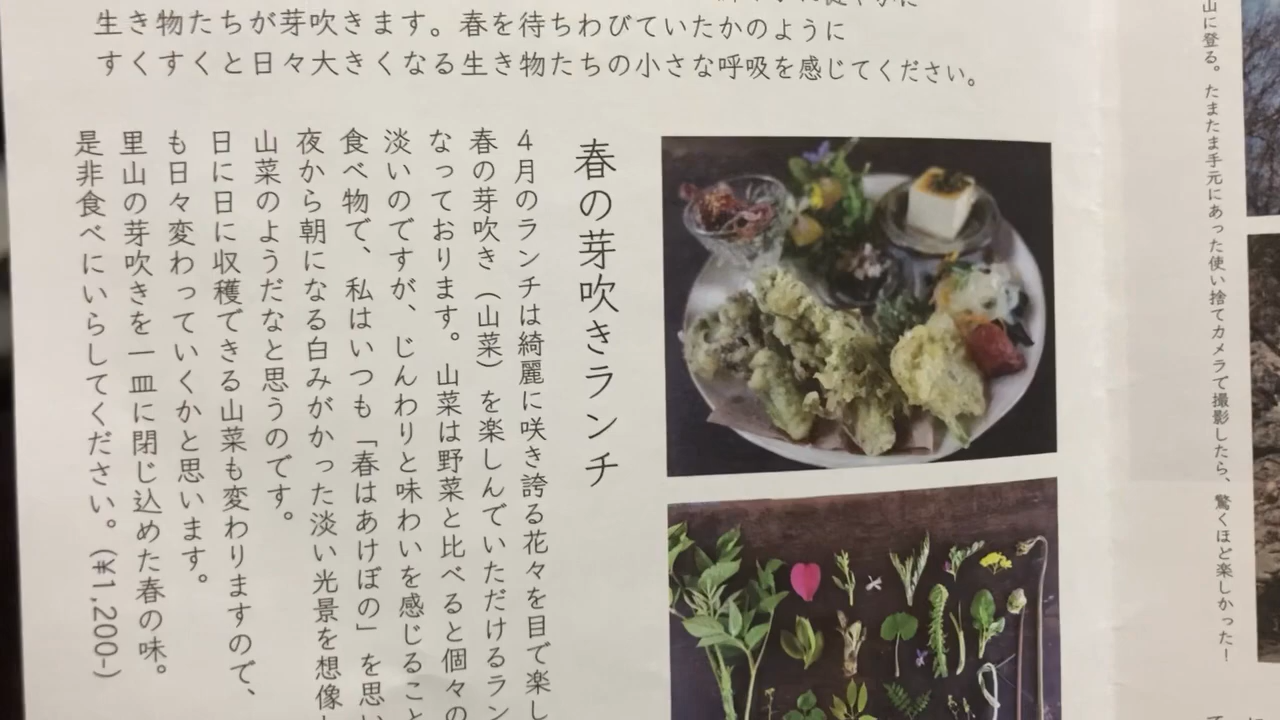 生き物たちが芽吹きます。春を待ちわびていたかのように
すくすくと日々大きくなる生き物たちの小さな呼吸を感じてください。
春の芽吹きランチ
4月のランチは綺麗に咲き誇る花々を目で楽し
春の芽吹き（山菜）を楽しんでいただけるラン
なっております。山菜は野菜と比べると個々の
淡いのですが、じんわりと味わいを感じること
食べ物で、私はいつも「春はあけぼの」を思い
夜から朝になる白みがかった淡い光景を想像
山菜のようだなと思うのです。
日に日に収穫できる山菜も変わりますので、
も日々変わっていくかと思います。
里山の芽吹きを一皿に閉じ込めた春の味。
是非食べにいらしてください。（¥1,200-）
山に登る。たまたま手元にあった使い捨てカメラで撮影したら、驚くほど楽しかった！